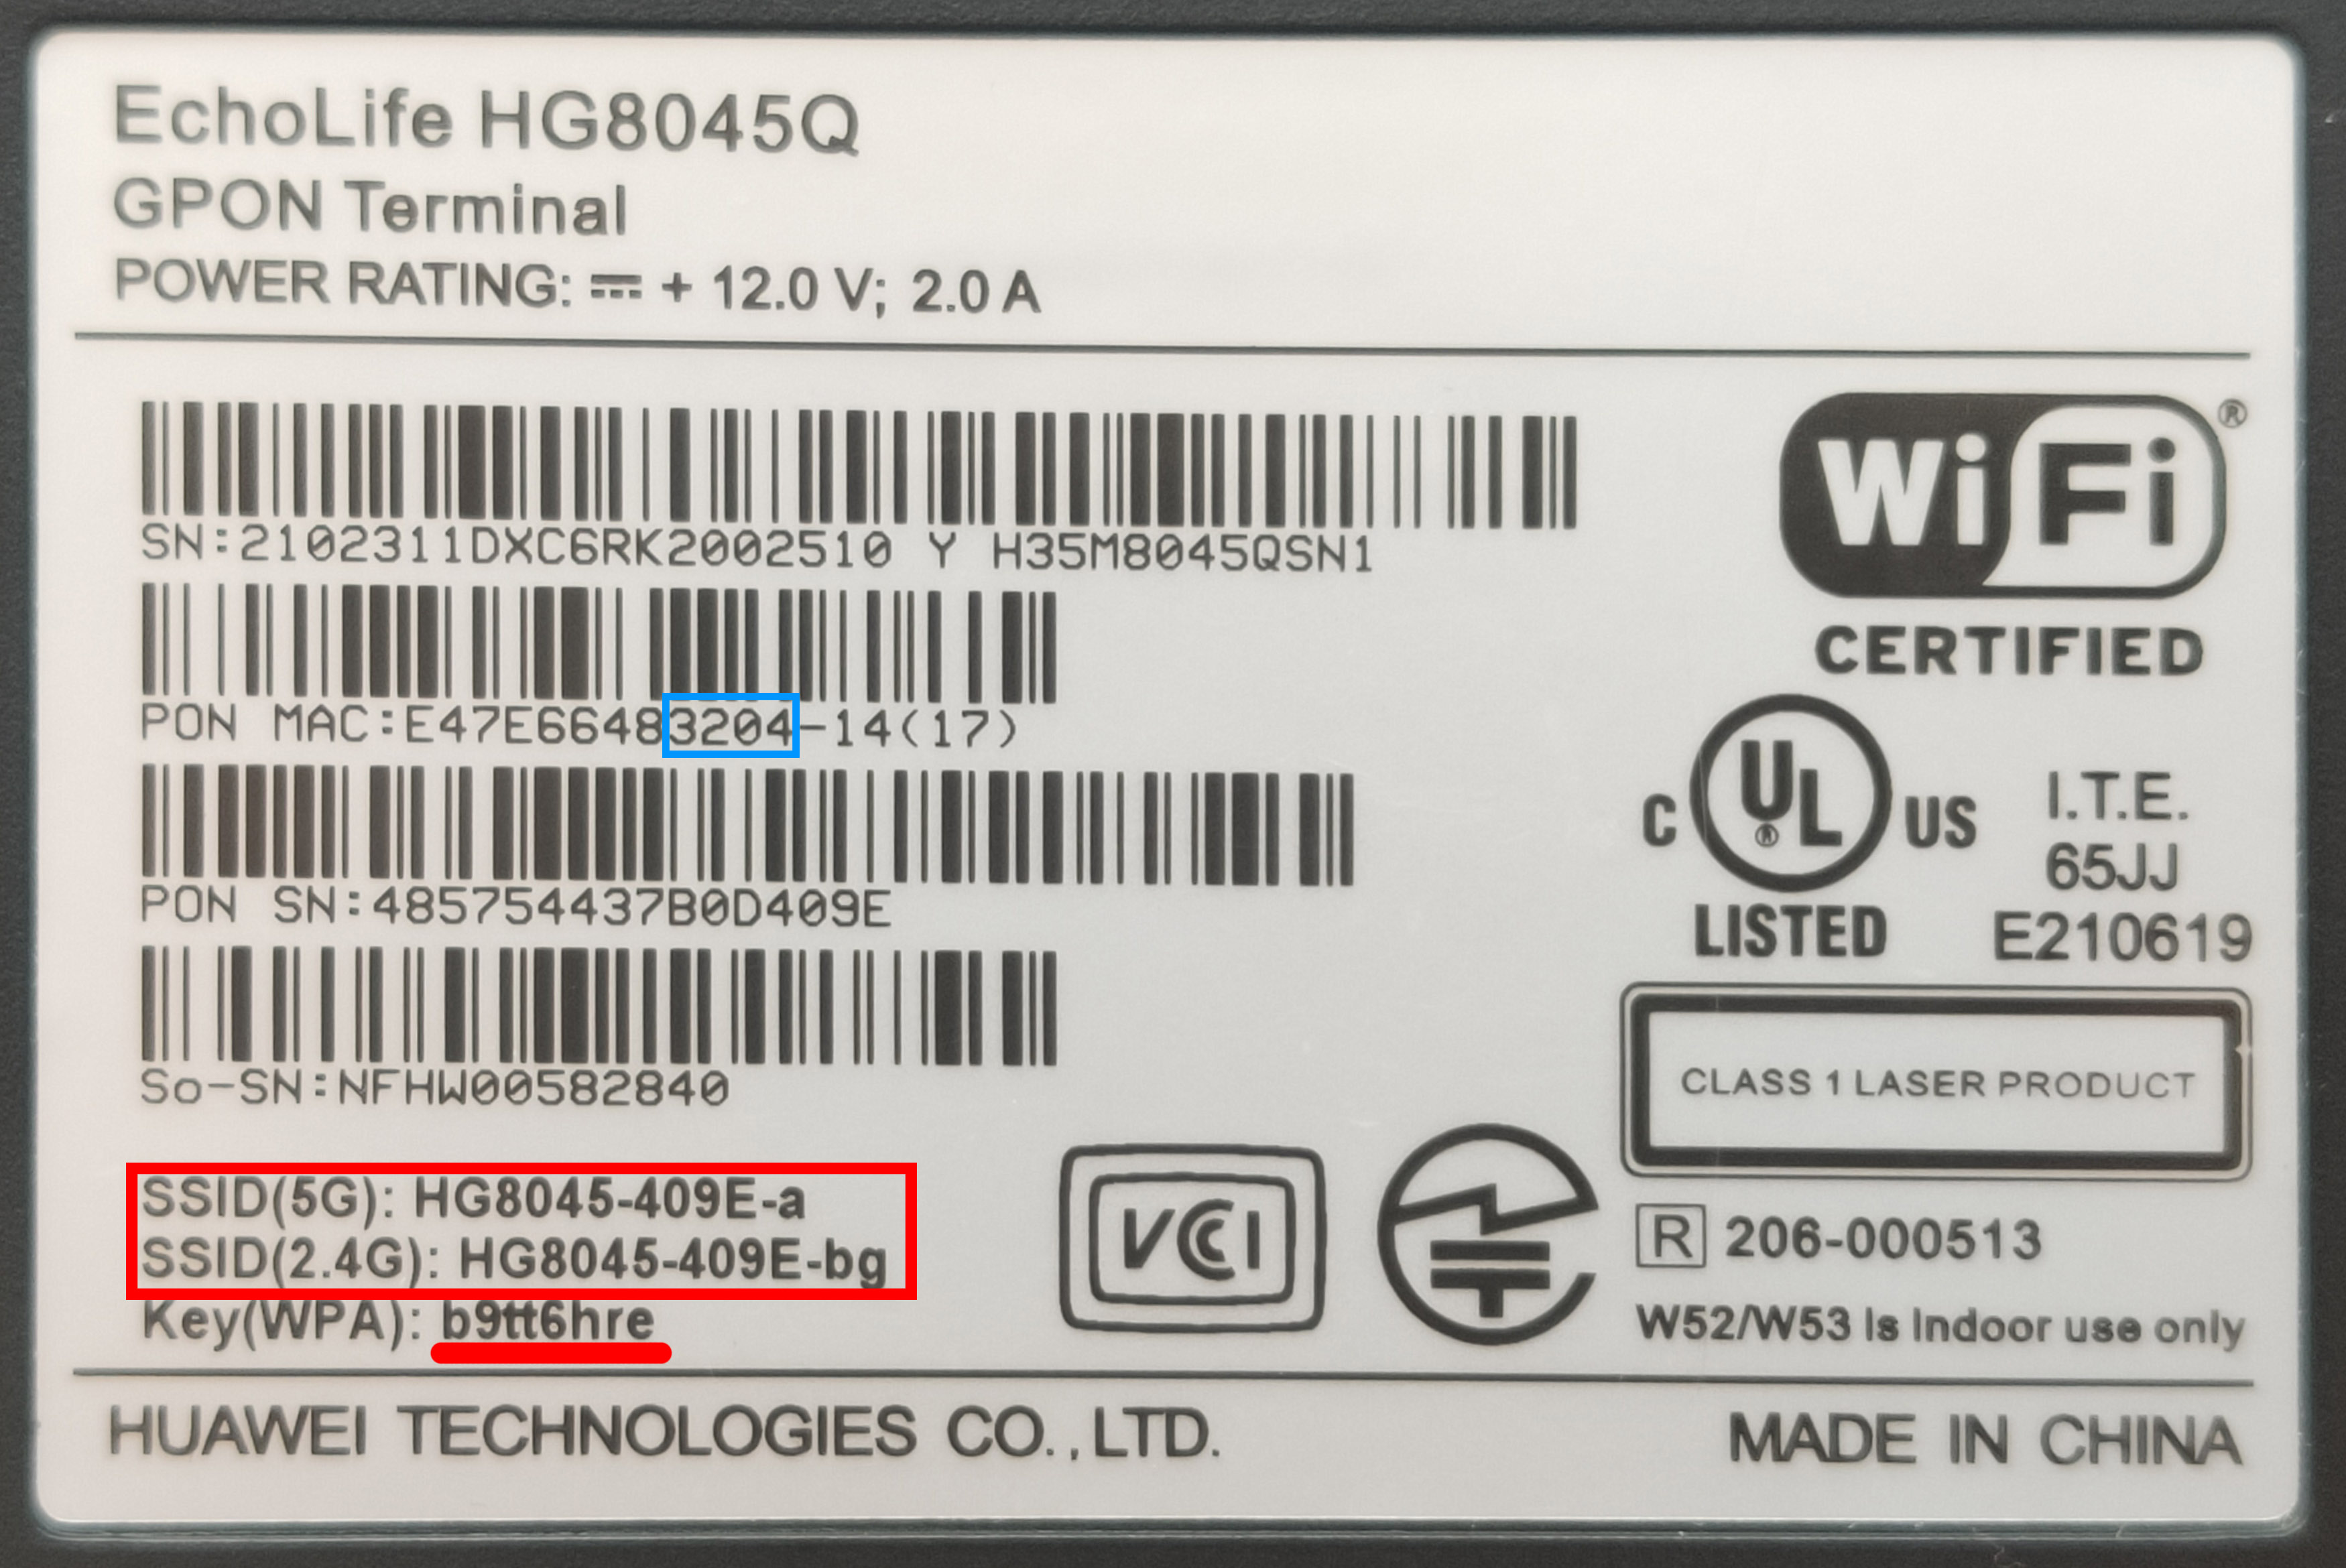 EchoLife HG8045Q
GPON Terminal
POWER RATING: ⎓ + 12.0 V; 2.0 A
SN:2102311DXC6RK2002510 Y H35M8045QSN1
PON MAC:E47E66483204-14(17)
PON SN:485754437B0D409E
So-SN:NFHW00582840
SSID(5G): HG8045-409E-a
SSID(2.4G): HG8045-409E-bg
Key(WPA): b9tt6hre
WiFi®
CERTIFIED
C UL® US
LISTED
I.T.E.
65JJ
E210619
CLASS 1 LASER PRODUCT
VCCI
R 206-000513
W52/W53 Is Indoor use only
HUAWEI TECHNOLOGIES CO.,LTD.
MADE IN CHINA